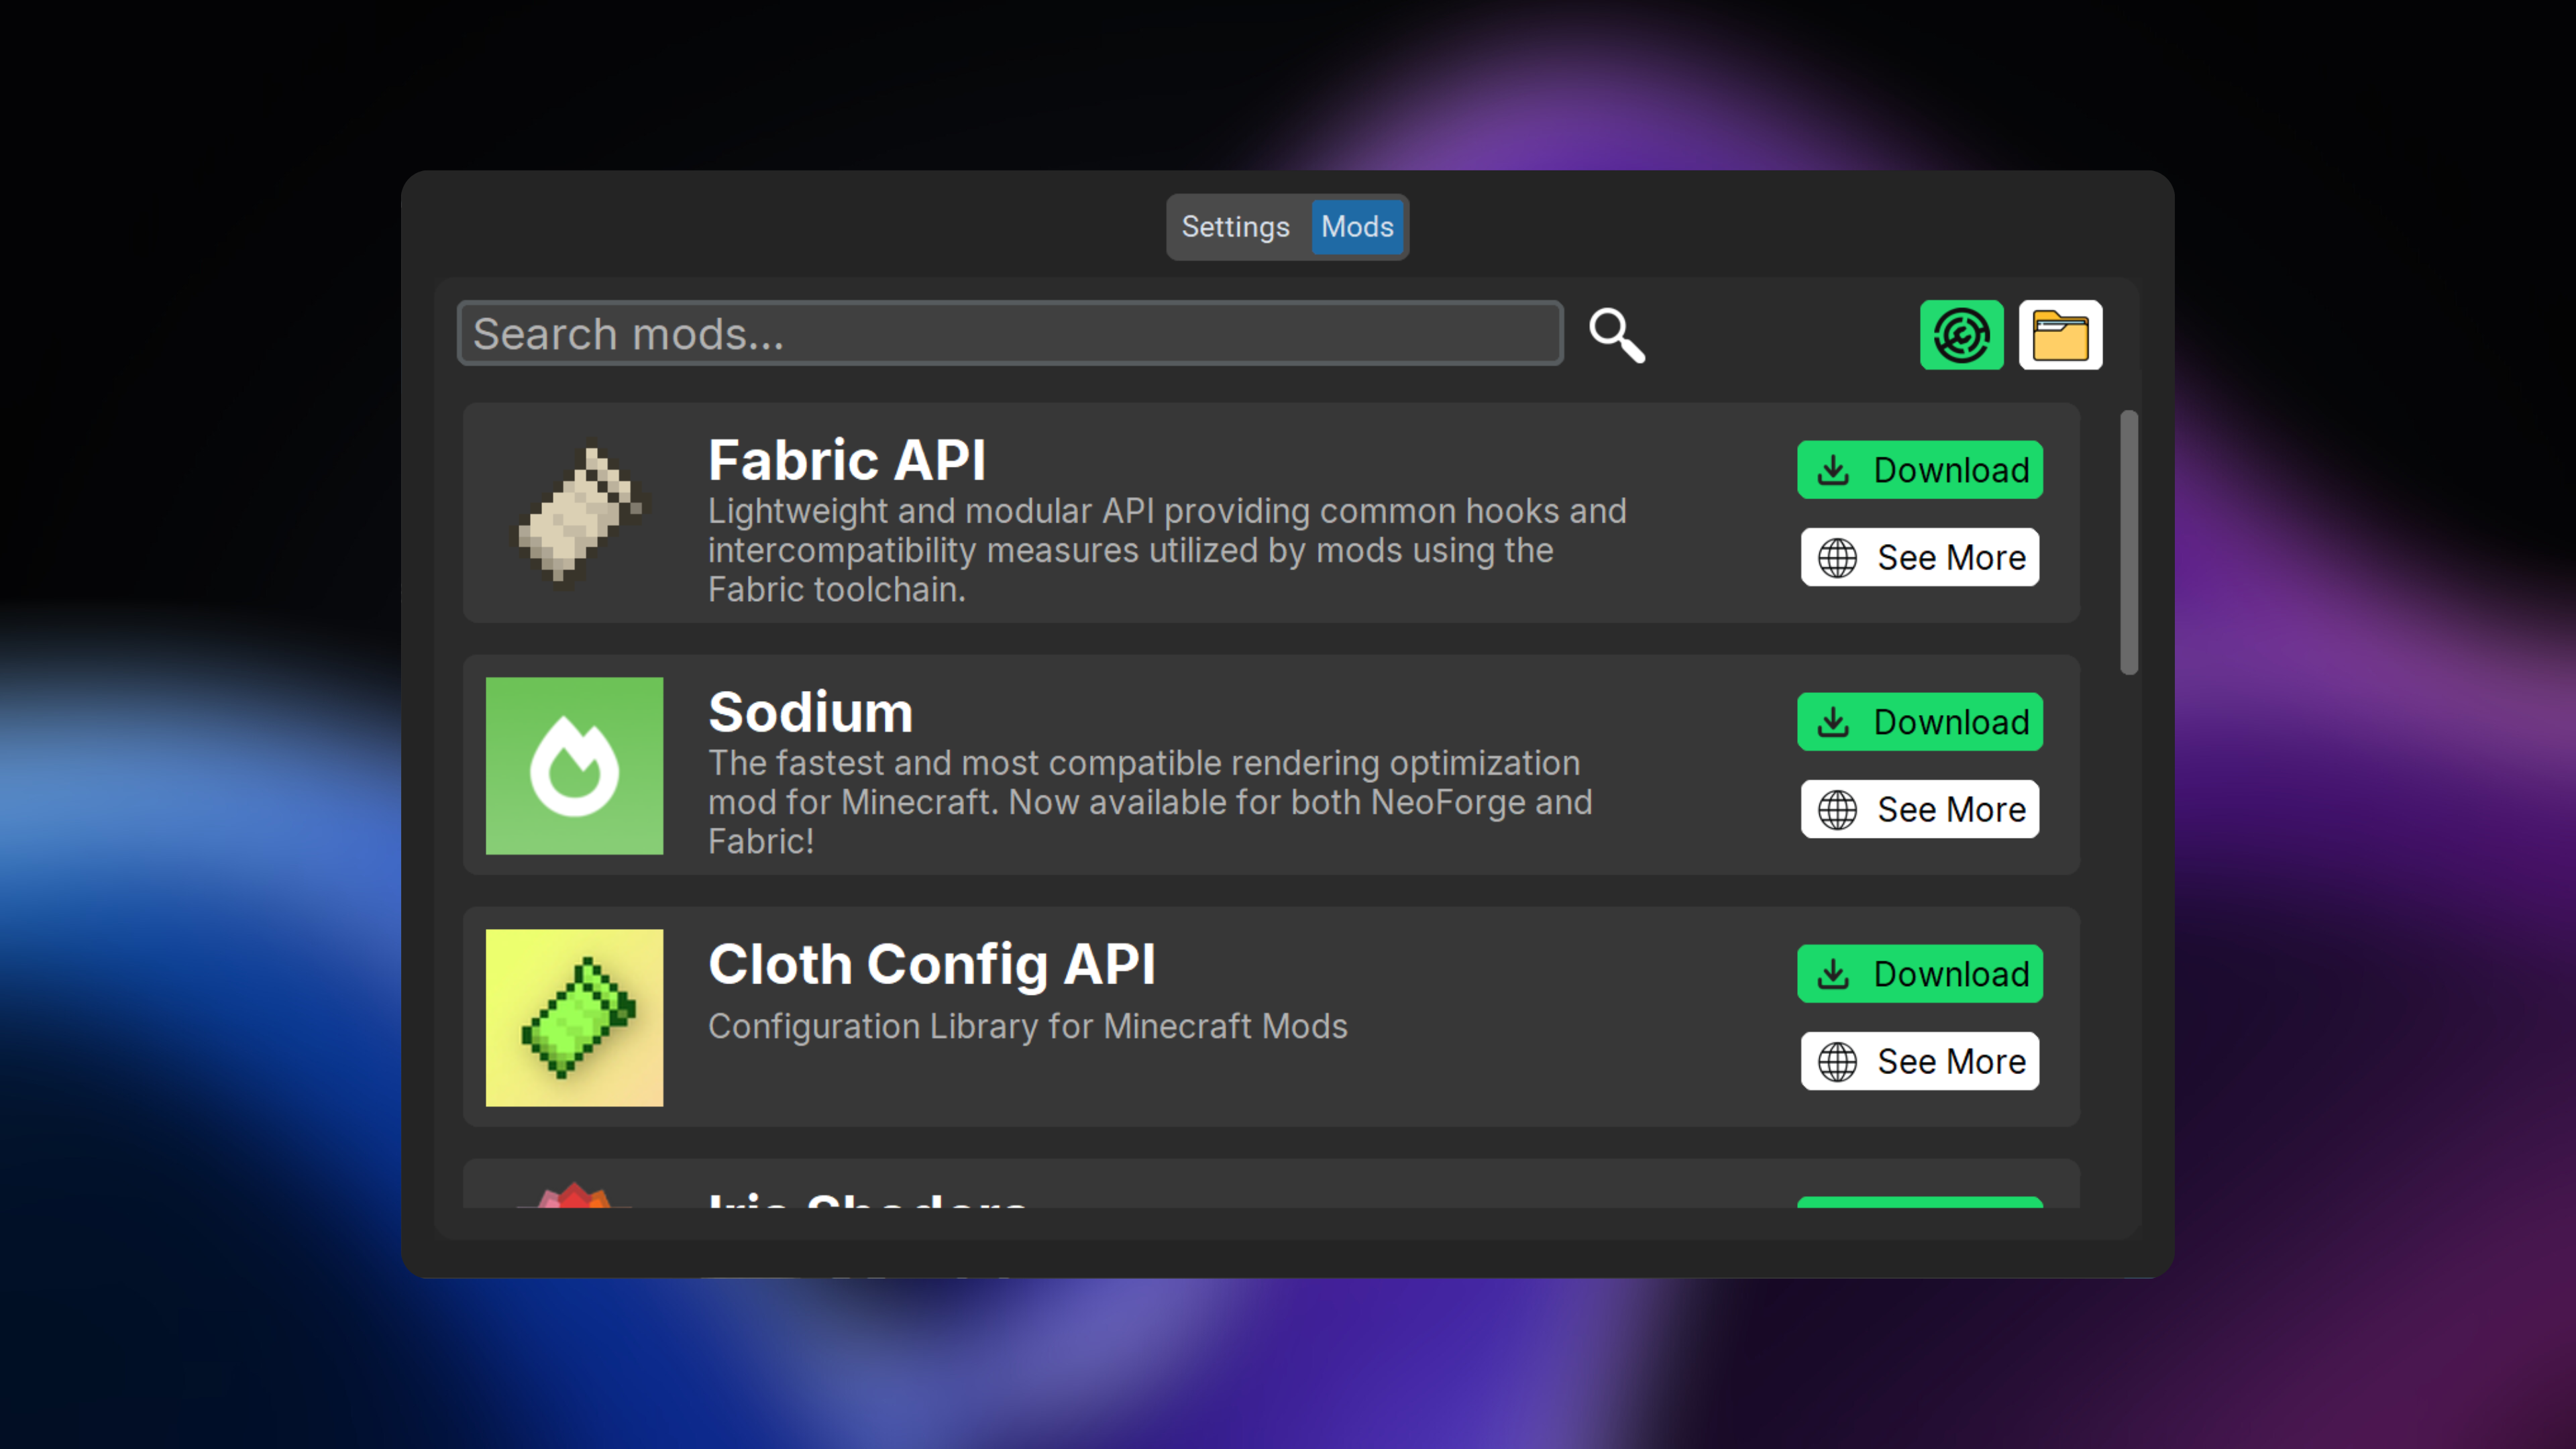 Settings Mods
Search mods...
Fabric API
Lightweight and modular API providing common hooks and
intercompatibility measures utilized by mods using the
Fabric toolchain.
Download
See More
Sodium
The fastest and most compatible rendering optimization
mod for Minecraft. Now available for both NeoForge and
Fabric!
Download
See More
Cloth Config API
Configuration Library for Minecraft Mods
Download
See More
Iris Shaders